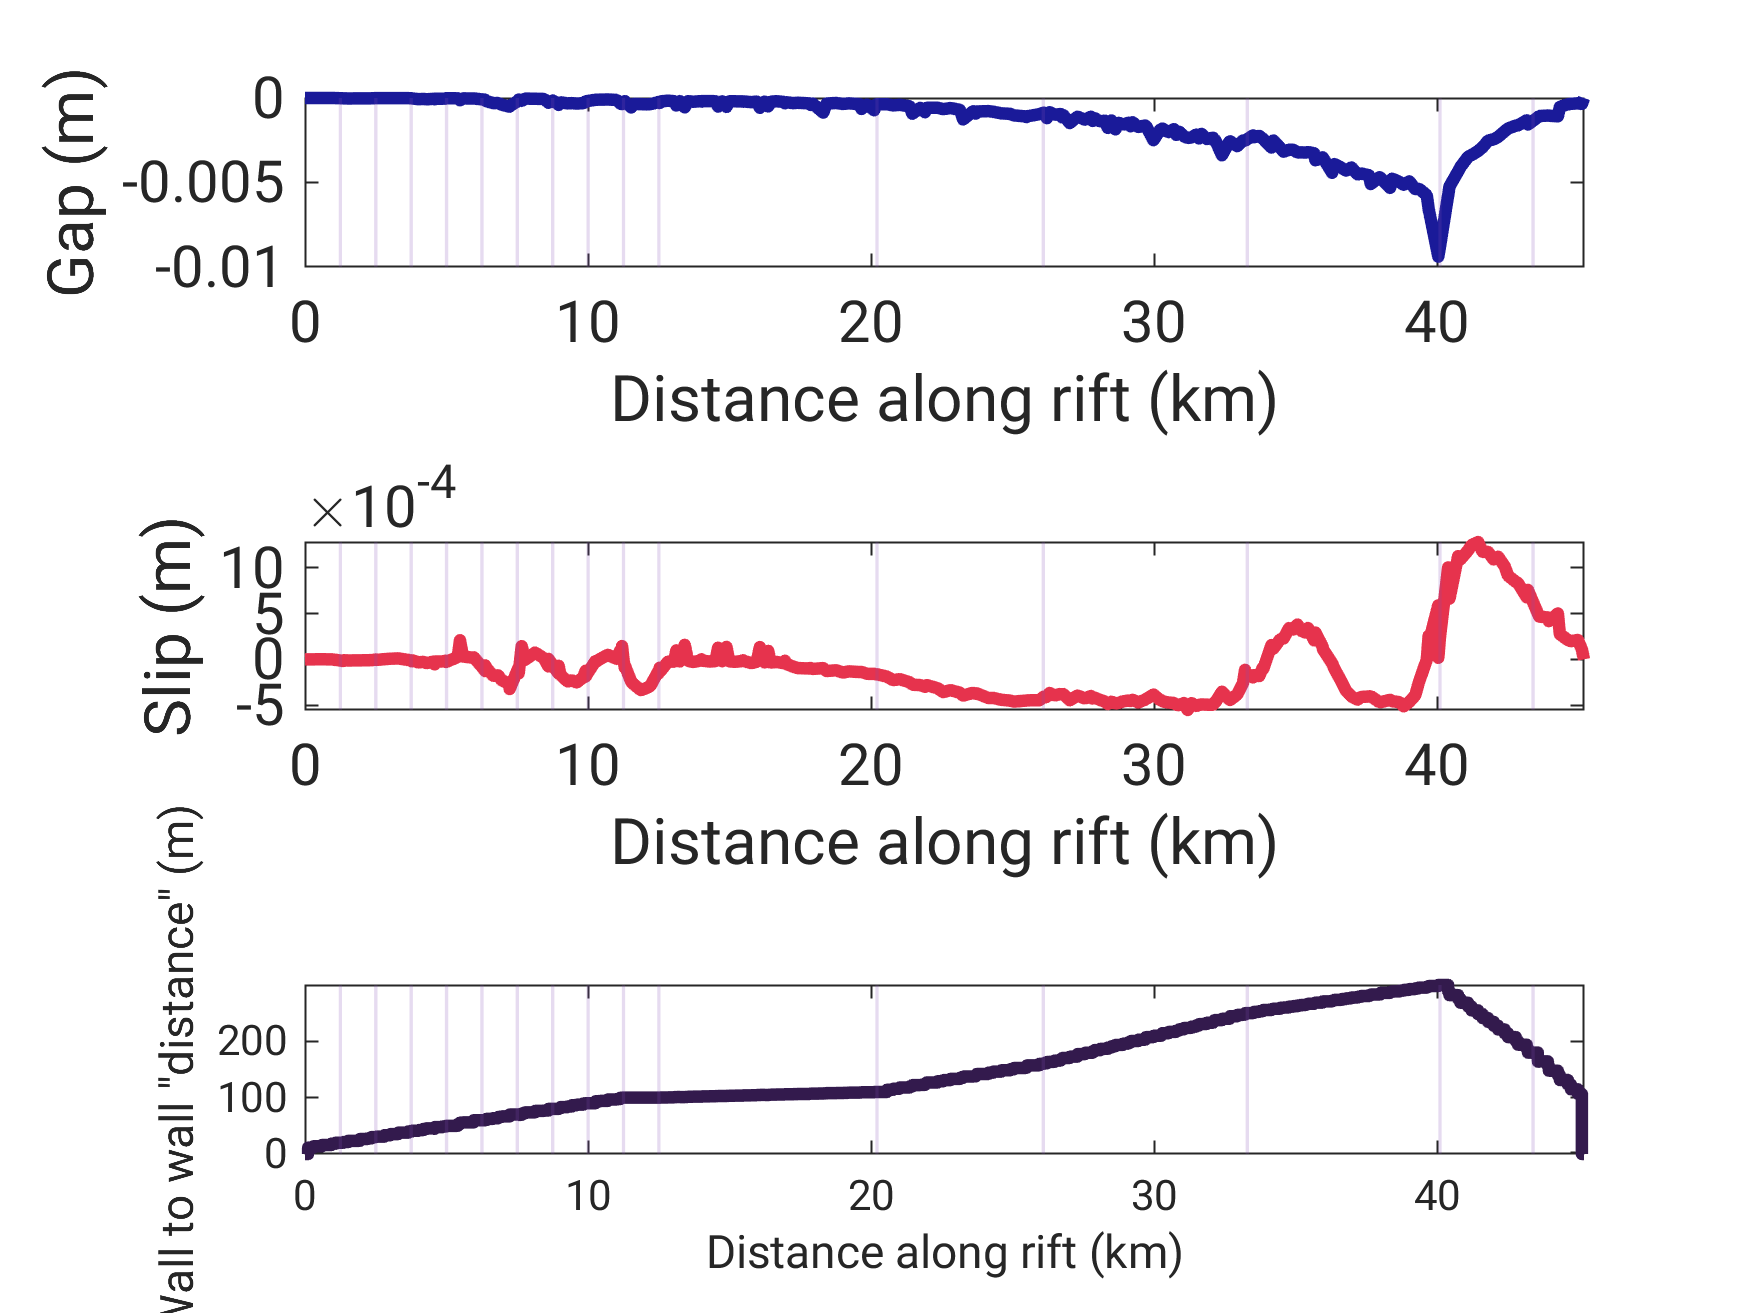 Gap (m)
0
-0.005
-0.01
0 10 20 30 40
Distance along rift (km)
×10-4
Slip (m)
10
5
0
-5
0 10 20 30 40
Distance along rift (km)
Wall to wall "distance" (m)
200
100
0
0 10 20 30 40
Distance along rift (km)